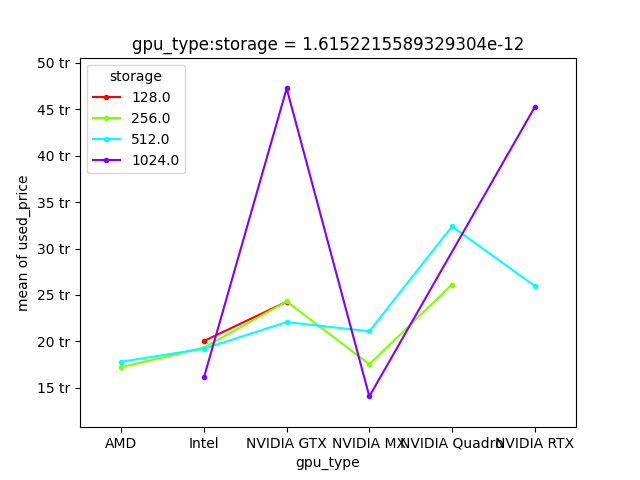 gpu_type:storage = 1.6152215589329304e-12
50 tr
45 tr
40 tr
35 tr
30 tr
25 tr
20 tr
15 tr
mean of used_price
storage
128.0
256.0
512.0
1024.0
AMD
Intel
NVIDIA GTX
NVIDIA MX
NVIDIA Quadro
NVIDIA RTX
gpu_type